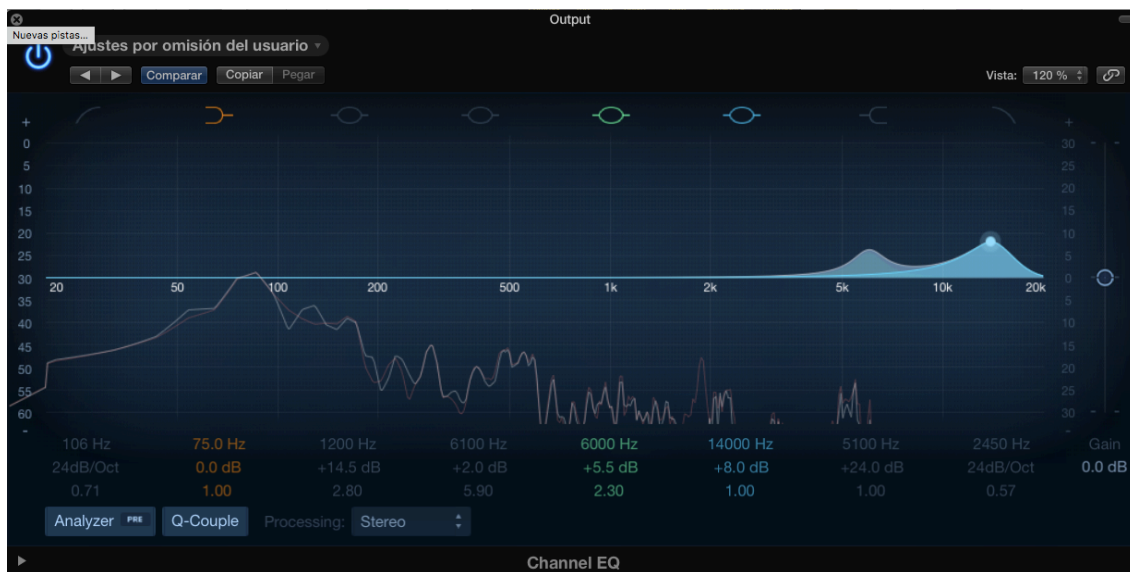 Output
Nuevas pistas...
Ajustes por omisión del usuario
Comparar Copiar Pegar Vista: 120 %
+ +
0 30
5 25
10 20
15 15
20 10
25 5
30 0
20 50 100 200 500 1k 2k 5k 10k 20k
35 5
40 10
45 15
50 20
55 25
60 30
- -
106 Hz 75.0 Hz 1200 Hz 6100 Hz 6000 Hz 14000 Hz 5100 Hz 2450 Hz Gain
24dB/Oct 0.0 dB +14.5 dB +2.0 dB +5.5 dB +8.0 dB +24.0 dB 24dB/Oct 0.0 dB
0.71 1.00 2.80 5.90 2.30 1.00 1.00 0.57
Analyzer PRE Q-Couple Processing: Stereo
Channel EQ